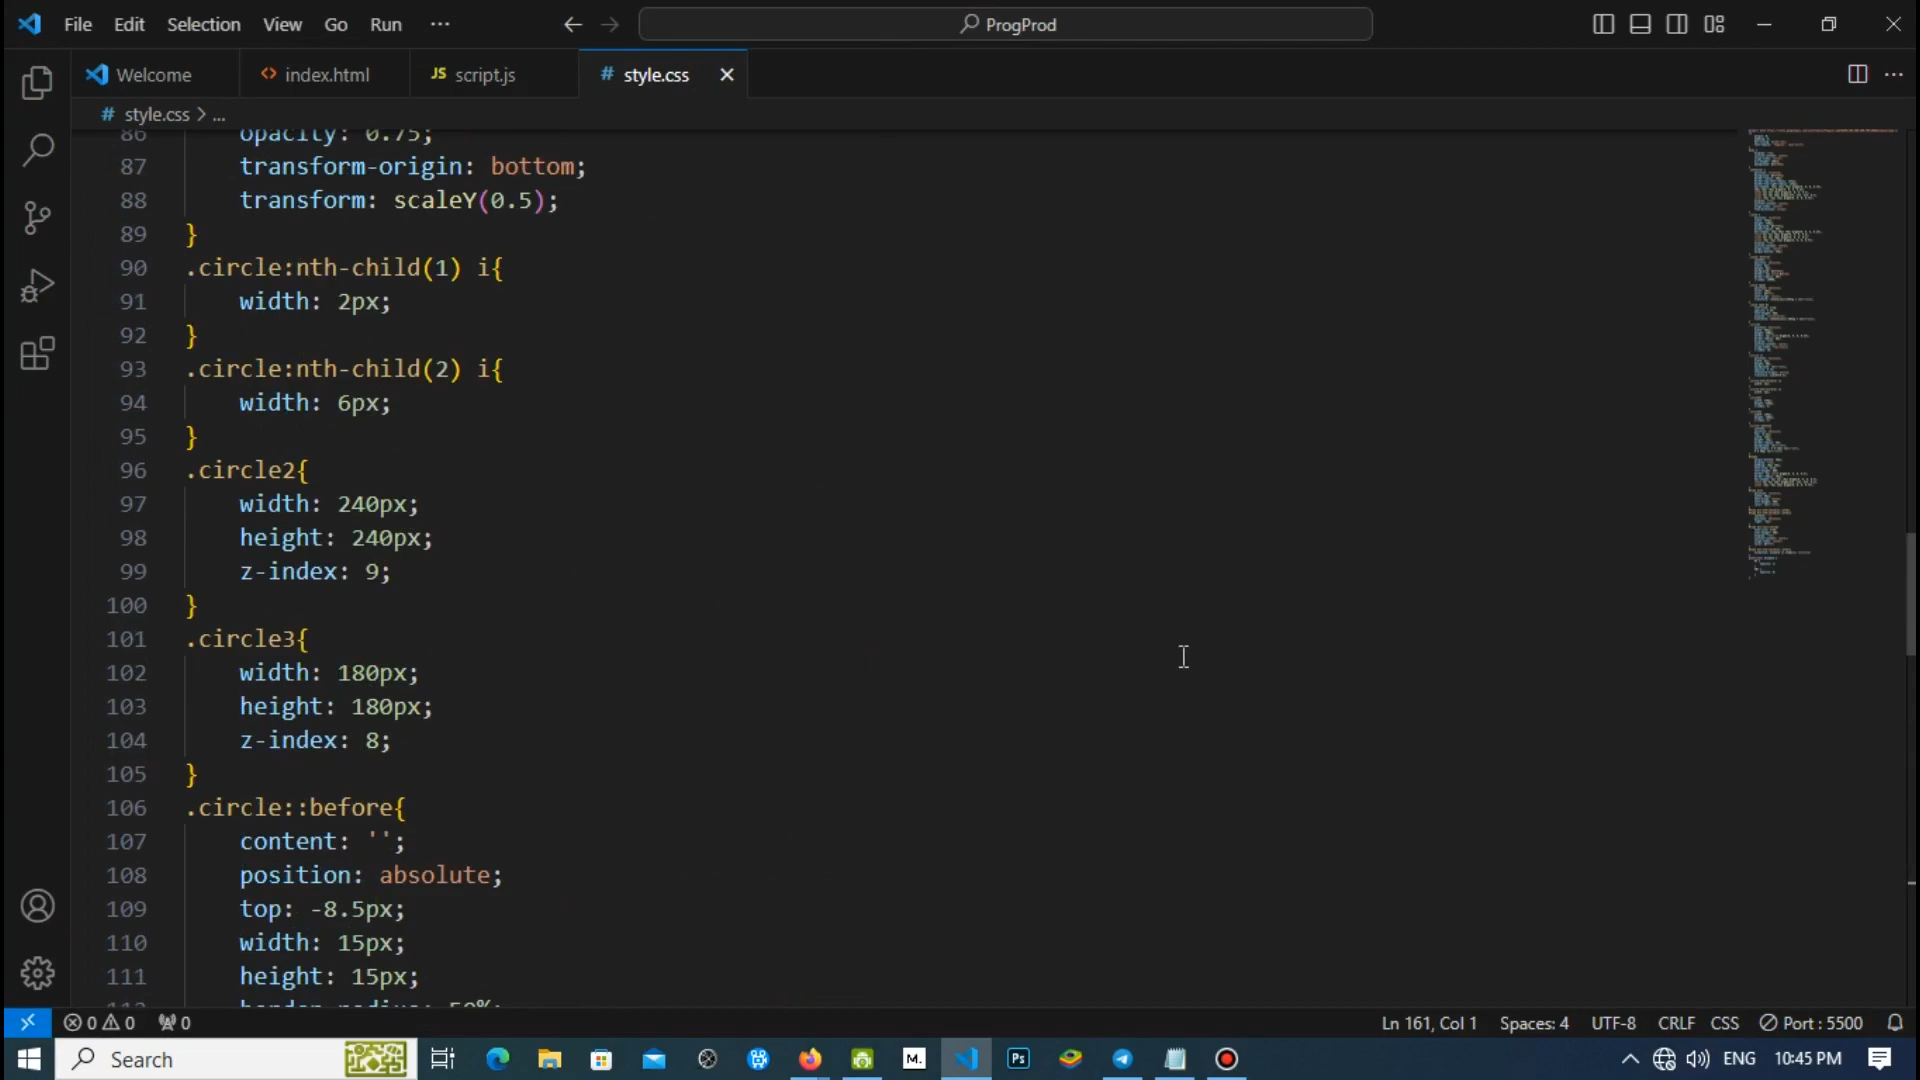 File Edit Selection View Go Run ··· ProgProd
Welcome index.html JS script.js # style.css
# style.css > ...
86 opacity: 0.75;
87 transform-origin: bottom;
88 transform: scaleY(0.5);
89 }
90 .circle:nth-child(1) i{
91 width: 2px;
92 }
93 .circle:nth-child(2) i{
94 width: 6px;
95 }
96 .circle2{
97 width: 240px;
98 height: 240px;
99 z-index: 9;
100 }
101 .circle3{
102 width: 180px;
103 height: 180px;
104 z-index: 8;
105 }
106 .circle::before{
107 content: '';
108 position: absolute;
109 top: -8.5px;
110 width: 15px;
111 height: 15px;
112 border-radius: 50%;
0 0 0 Ln 161, Col 1 Spaces: 4 UTF-8 CRLF CSS Port : 5500
Search M. Ps ENG 10:45 PM